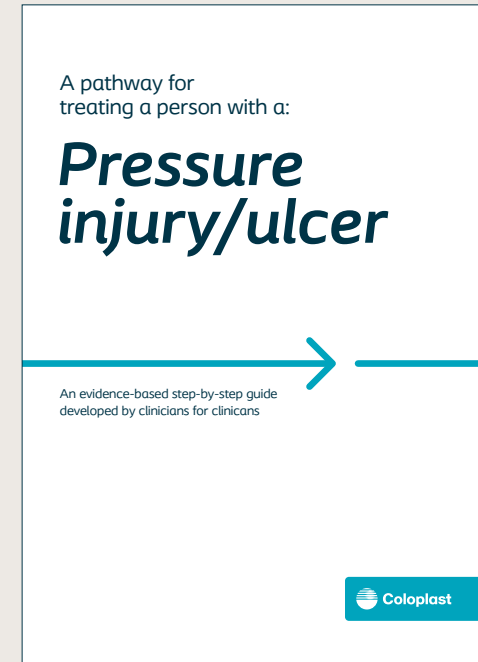 A pathway for
treating a person with a:
Pressure
injury/ulcer
An evidence-based step-by-step guide
developed by clinicians for clinicans
Coloplast